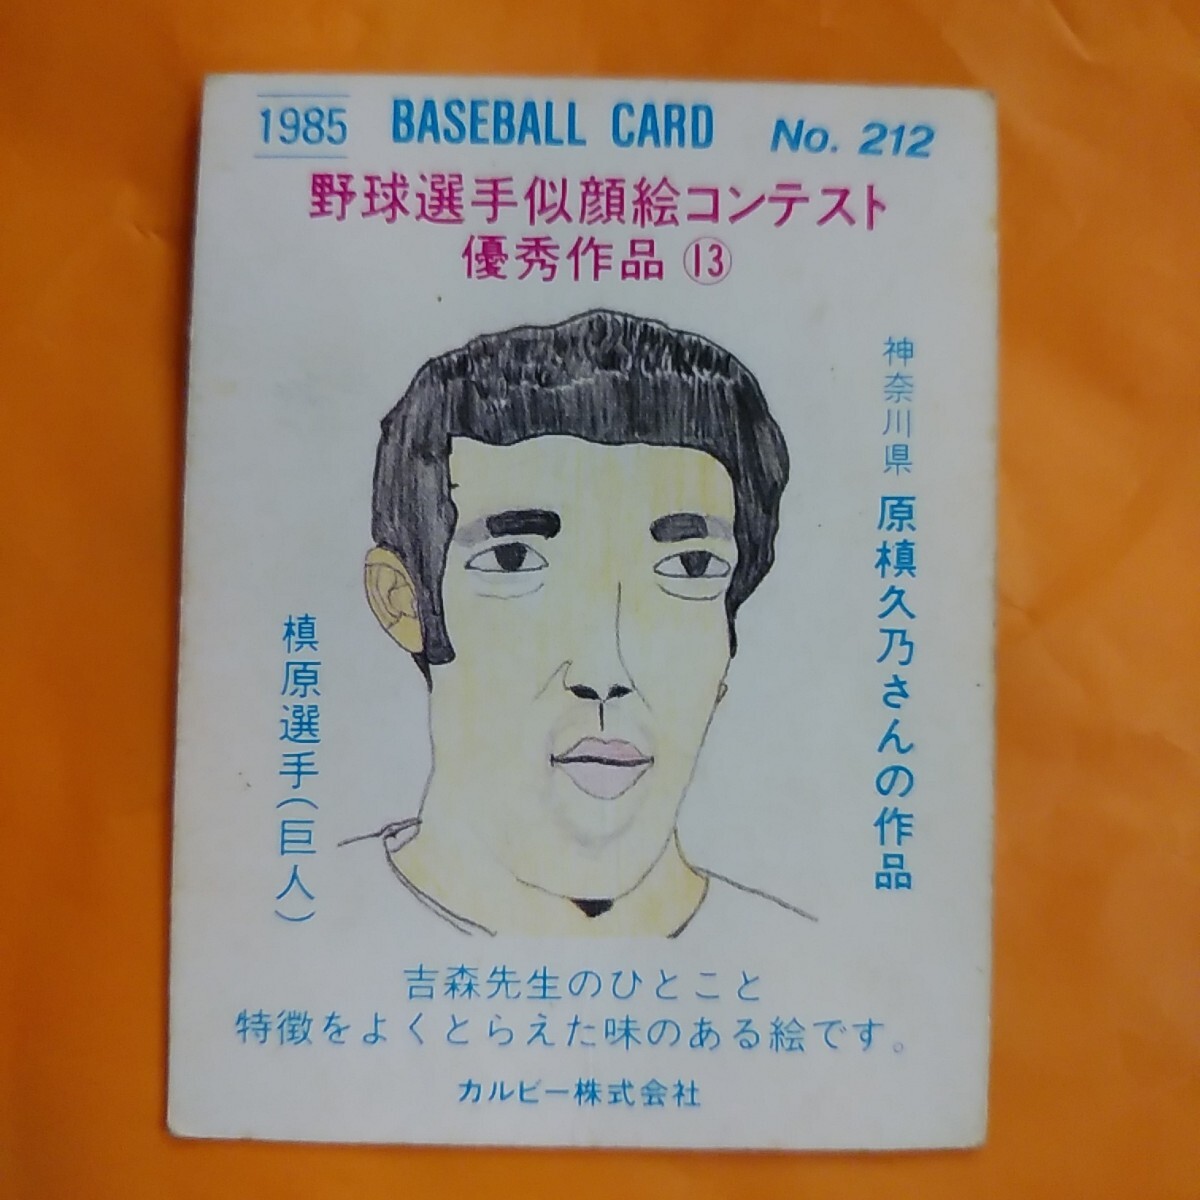 1985 BASEBALL CARD No. 212
野球選手似顔絵コンテスト
優秀作品 ⑬
神奈川県 原槙久乃さんの作品
槙原選手(巨人)
吉森先生のひとこと
特徴をよくとらえた味のある絵です。
カルビー株式会社